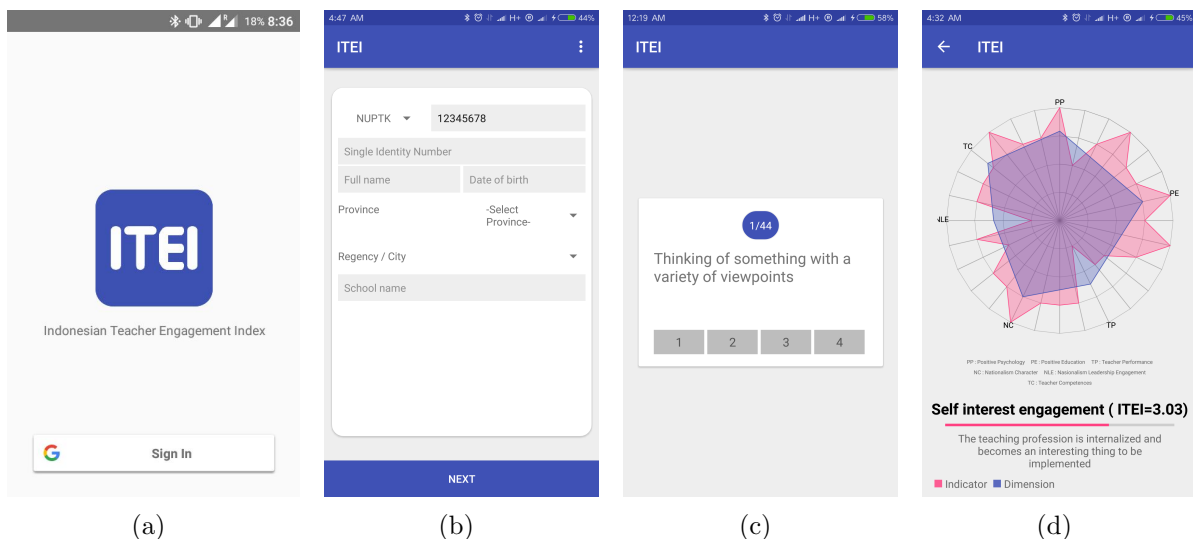 18% 8:36
ITEI
Indonesian Teacher Engagement Index
G Sign In
(a)
4:47 AM H+ R 44%
ITEI
NUPTK 12345678
Single Identity Number
Full name Date of birth
Province -Select
Province-
Regency / City
School name
NEXT
(b)
12:19 AM H+ R 58%
ITEI
1/44
Thinking of something with a
variety of viewpoints
1 2 3 4
(c)
4:32 AM H+ R 45%
ITEI
PP
TC
PE
NLE
NC
TP
PP : Positive Psychology PE : Positive Education TP : Teacher Performance
NC : Nationalism Character NLE : Nasionalism Leadership Engagement
TC : Teacher Competences
Self interest engagement ( ITEI=3.03)
The teaching profession is internalized and
becomes an interesting thing to be
implemented
Indicator Dimension
(d)